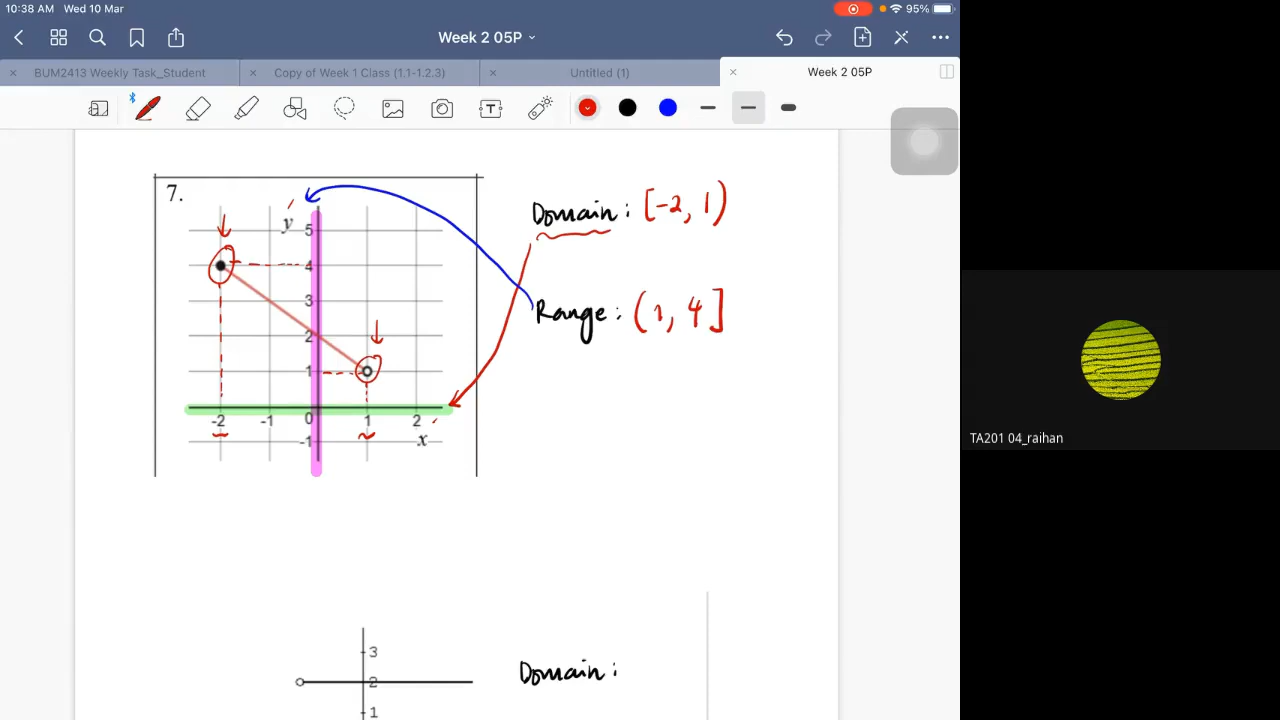 10:38 AM Wed 10 Mar 95%
Week 2 05P
BUM2413 Weekly Task_Student
Copy of Week 1 Class (1.1-1.2.3)
Untitled (1)
Week 2 05P
T
7.
Domain: [-2, 1)
y 5
4
3
2
1
-2 -1 0 1 2
-1 x
Range: (1, 4]
TA201 04_raihan
3
2
1
Domain: